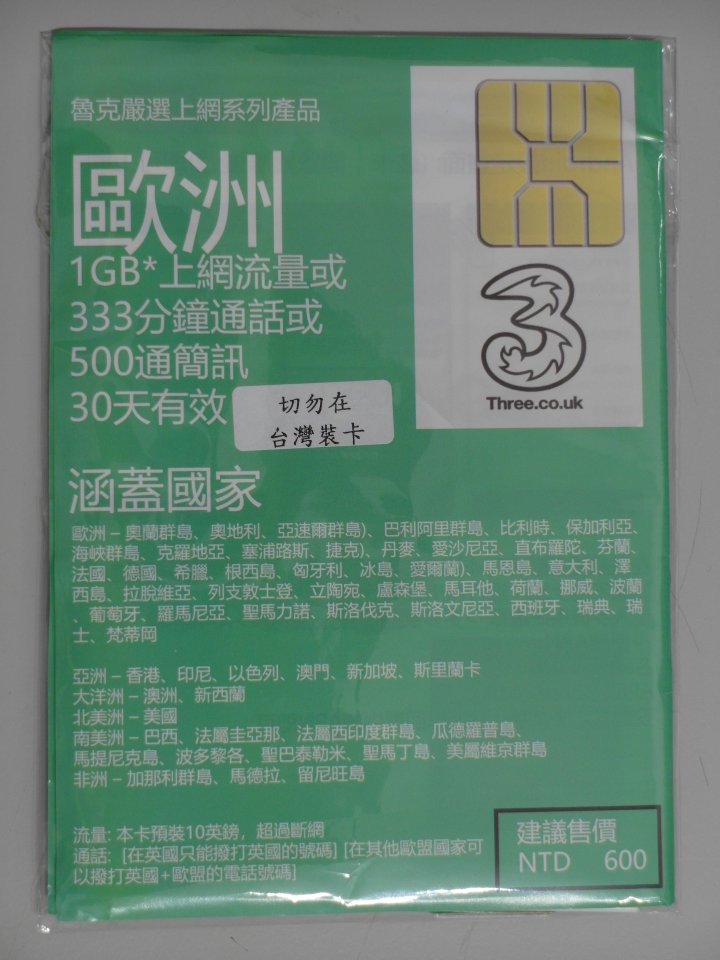 魯克嚴選上網系列產品
歐洲
1GB*上網流量或
333分鐘通話或
500通簡訊
30天有效
切勿在
台灣裝卡
Three.co.uk
涵蓋國家
歐洲 – 奧蘭群島、奧地利、亞速爾群島)、巴利阿里群島、比利時、保加利亞、
海峽群島、克羅地亞、塞浦路斯、捷克)、丹麥、愛沙尼亞、直布羅陀、芬蘭、
法國、德國、希臘、根西島、匈牙利、冰島、愛爾蘭)、馬恩島、意大利、澤
西島、拉脫維亞、列支敦士登、立陶宛、盧森堡、馬耳他、荷蘭、挪威、波蘭
、葡萄牙、羅馬尼亞、聖馬力諾、斯洛伐克、斯洛文尼亞、西班牙、瑞典、瑞
士、梵蒂岡
亞洲 – 香港、印尼、以色列、澳門、新加坡、斯里蘭卡
大洋洲 – 澳洲、新西蘭
北美洲 – 美國
南美洲 – 巴西、法屬圭亞那、法屬西印度群島、瓜德羅普島、
馬提尼克島、波多黎各、聖巴泰勒米、聖馬丁島、美屬維京群島
非洲 – 加那利群島、馬德拉、留尼旺島
流量: 本卡預裝10英鎊，超過斷網
通話: [在英國只能撥打英國的號碼] [在其他歐盟國家可
以撥打英國+歐盟的電話號碼]
建議售價
NTD 600